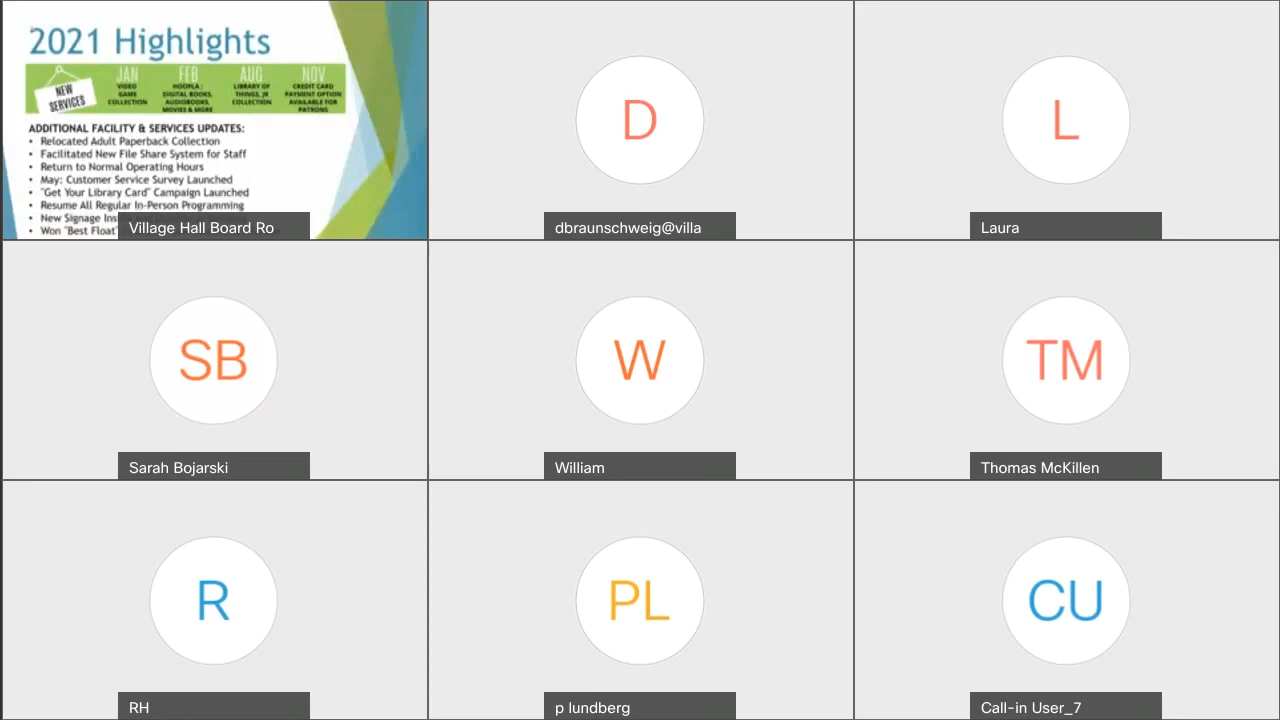 2021 Highlights
NEW
SERVICES
JAN
VIDEO
GAME
COLLECTION
FEB
HOOPLA:
DIGITAL BOOKS,
AUDIOBOOKS,
MOVIES & MORE
AUG
LIBRARY OF
THINGS, JR
COLLECTION
NOV
CREDIT CARD
PAYMENT OPTION
AVAILABLE FOR
PATRONS
ADDITIONAL FACILITY & SERVICES UPDATES:
• Relocated Adult Paperback Collection
• Facilitated New File Share System for Staff
• Return to Normal Operating Hours
• May: Customer Service Survey Launched
• "Get Your Library Card" Campaign Launched
• Resume All Regular In-Person Programming
• New Signage
• Won "Best Float"
Village Hall Board Ro
D
dbraunschweig@villa
L
Laura
SB
Sarah Bojarski
W
William
TM
Thomas McKillen
R
RH
PL
p lundberg
CU
Call-in User_7